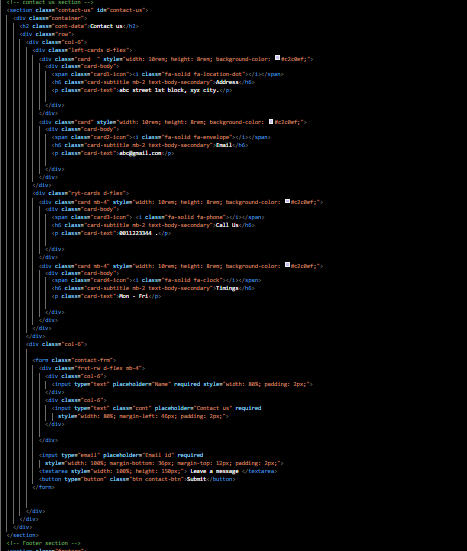 <!-- contact us section -->
<section class="contact-us" id="contact-us">
<div class="container">
<h2 class="cont-data">Contact us</h2>
<div class="row">
<div class="col-6">
<div class="left-cards d-flex">
<div class="card  " style="width: 10rem; height: 8rem; background-color: #c2c0ef;">
<div class="card-body">
<span class="card1-icon"><i class="fa-solid fa-location-dot"></i></span>
<h6 class="card-subtitle mb-2 text-body-secondary">Address</h6>
<p class="card-text">abc street 1st block, xyz city.</p>
</div>
</div>
<div class="card" style="width: 10rem; height: 8rem; background-color: #c2c0ef;">
<div class="card-body">
<span class="card2-icon"><i class="fa-solid fa-envelope"></i></span>
<h6 class="card-subtitle mb-2 text-body-secondary">Email</h6>
<p class="card-text">abc@gmail.com</p>
</div>
</div>
</div>
<div class="ryt-cards d-flex">
<div class="card mb-4" style="width: 10rem; height: 8rem; background-color: #c2c0ef;">
<div class="card-body">
<span class="card3-icon"> <i class="fa-solid fa-phone"></i></span>
<h6 class="card-subtitle mb-2 text-body-secondary">Call Us</h6>
<p class="card-text">0011223344 .</p>
</div>
</div>
<div class="card mb-4" style="width: 10rem; height: 8rem; background-color: #c2c0ef;">
<div class="card-body">
<span class="card4-icon"><i class="fa-solid fa-clock"></i></span>
<h6 class="card-subtitle mb-2 text-body-secondary">Timings</h6>
<p class="card-text">Mon - Fri</p>
</div>
</div>
</div>
</div>
<div class="col-6">
<form class="contact-frm">
<div class="frst-rw d-flex mb-4">
<div class="col-6">
<input type="text" placeholder="Name" required style="width: 80%; padding: 2px;">
</div>
<div class="col-6">
<input type="text" class="cont" placeholder="Contact us" required
style="width: 80%; margin-left: 46px; padding: 2px;">
</div>
</div>
<input type="email" placeholder="Email id" required
style="width: 100%; margin-bottom: 36px; margin-top: 12px; padding: 2px;">
<textarea style="width: 100%; height: 150px;"> Leave a message </textarea>
<button type="button" class="btn contact-btn">Submit</button>
</form>
</div>
</div>
</div>
</section>
<!-- Footer section -->